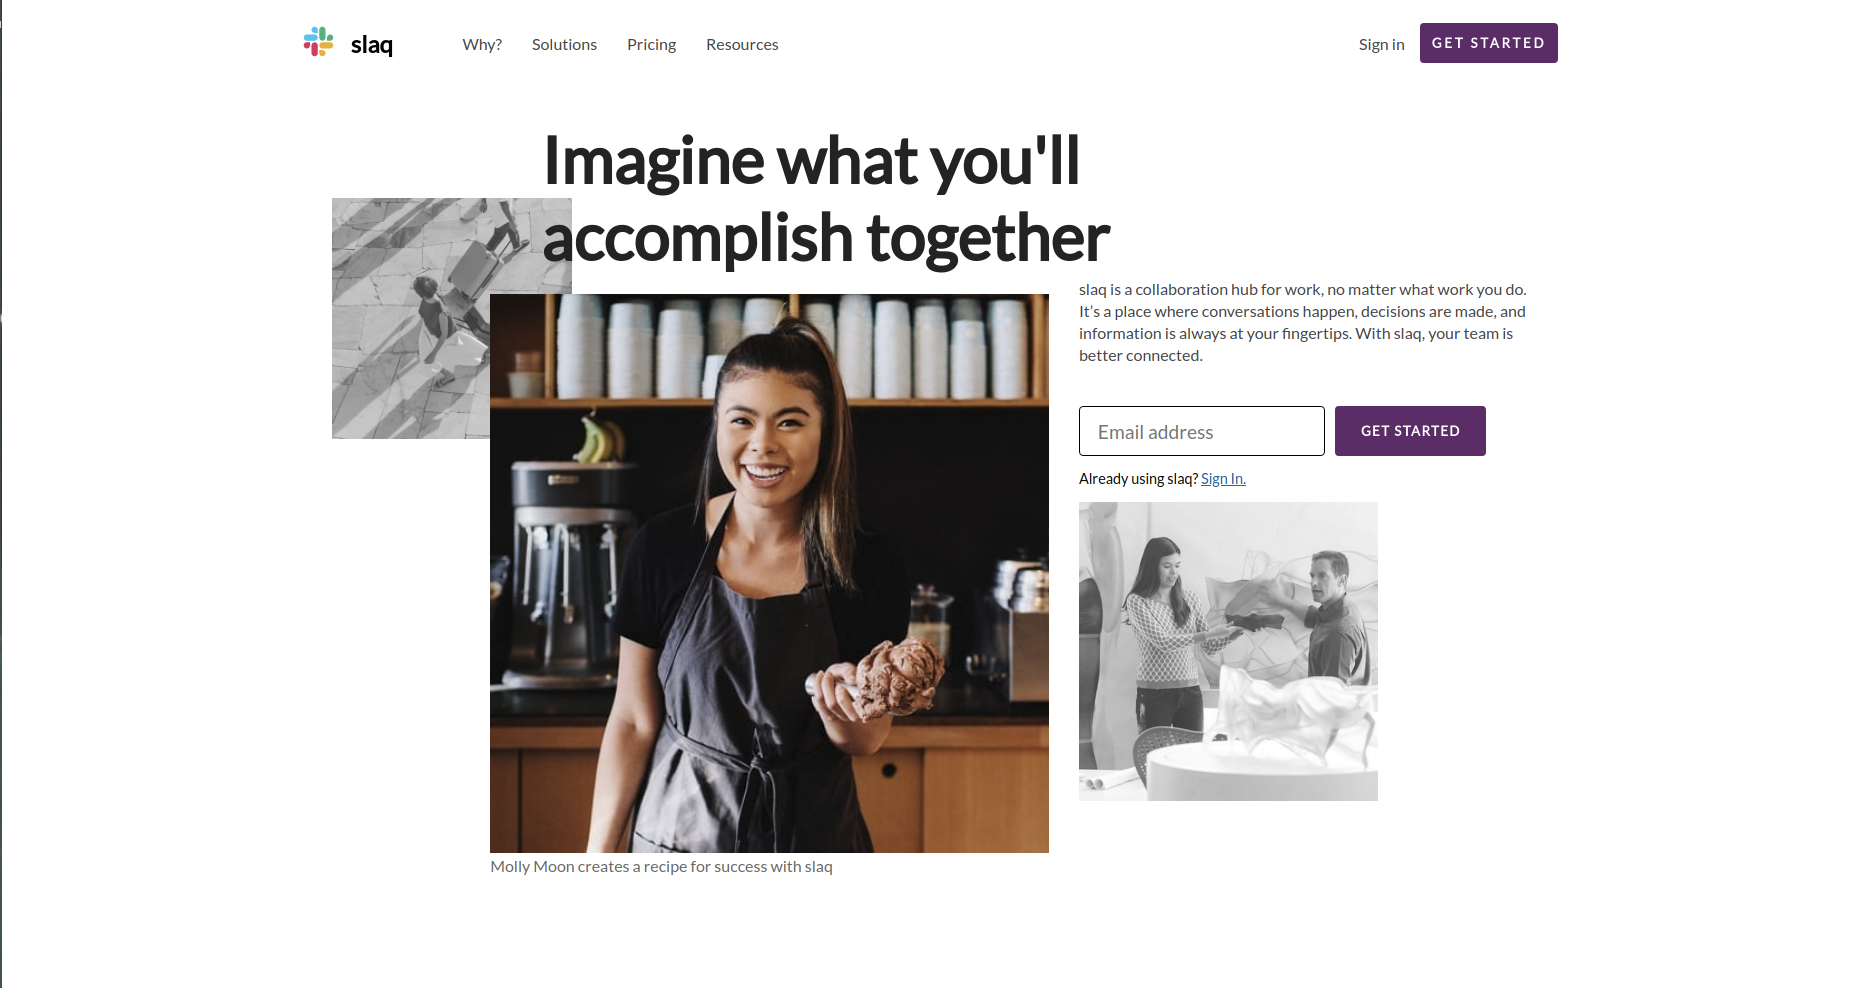 slaq
Why? Solutions Pricing Resources
Sign in GET STARTED
Imagine what you'll
accomplish together
slaq is a collaboration hub for work, no matter what work you do.
It's a place where conversations happen, decisions are made, and
information is always at your fingertips. With slaq, your team is
better connected.
Email address GET STARTED
Already using slaq? Sign In.
Molly Moon creates a recipe for success with slaq